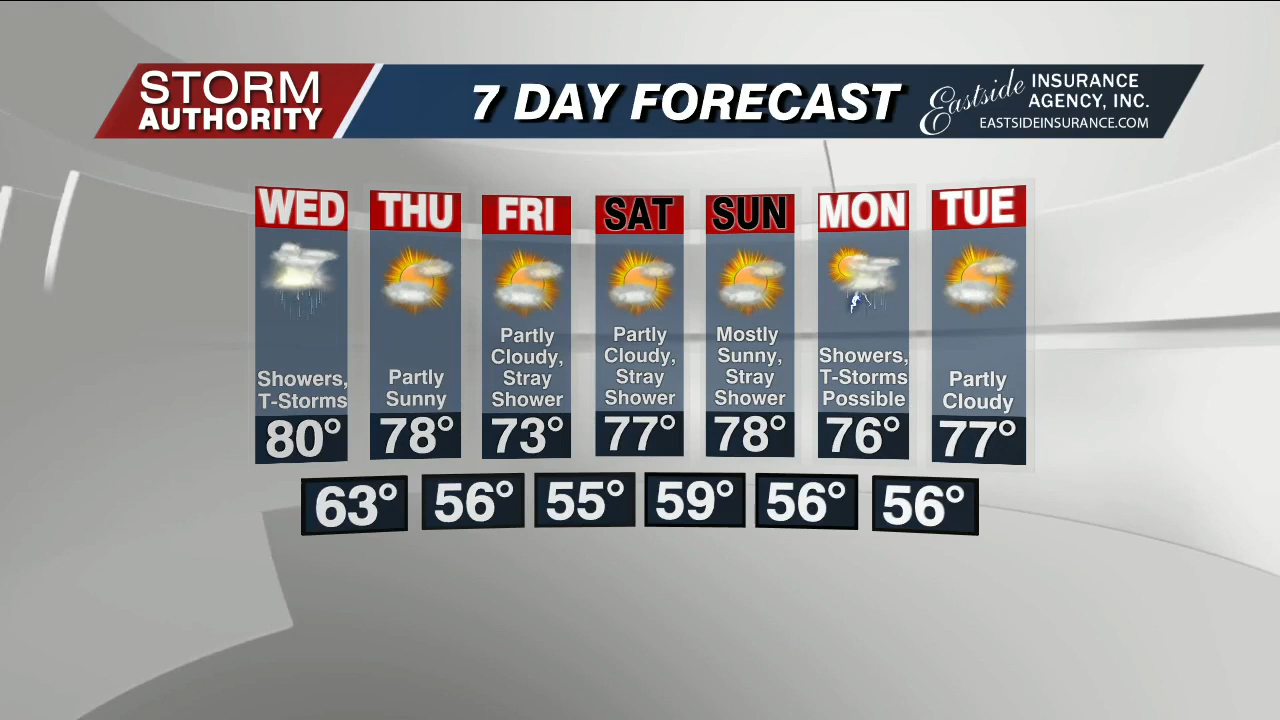 STORM
AUTHORITY
7 DAY FORECAST
Eastside INSURANCE
AGENCY, INC.
EASTSIDEINSURANCE.COM
WED
Showers,
T-Storms
80°
THU
Partly
Sunny
78°
FRI
Partly
Cloudy,
Stray
Shower
73°
SAT
Partly
Cloudy,
Stray
Shower
77°
SUN
Mostly
Sunny,
Stray
Shower
78°
MON
Showers,
T-Storms
Possible
76°
TUE
Partly
Cloudy
77°
63° 56° 55° 59° 56° 56°